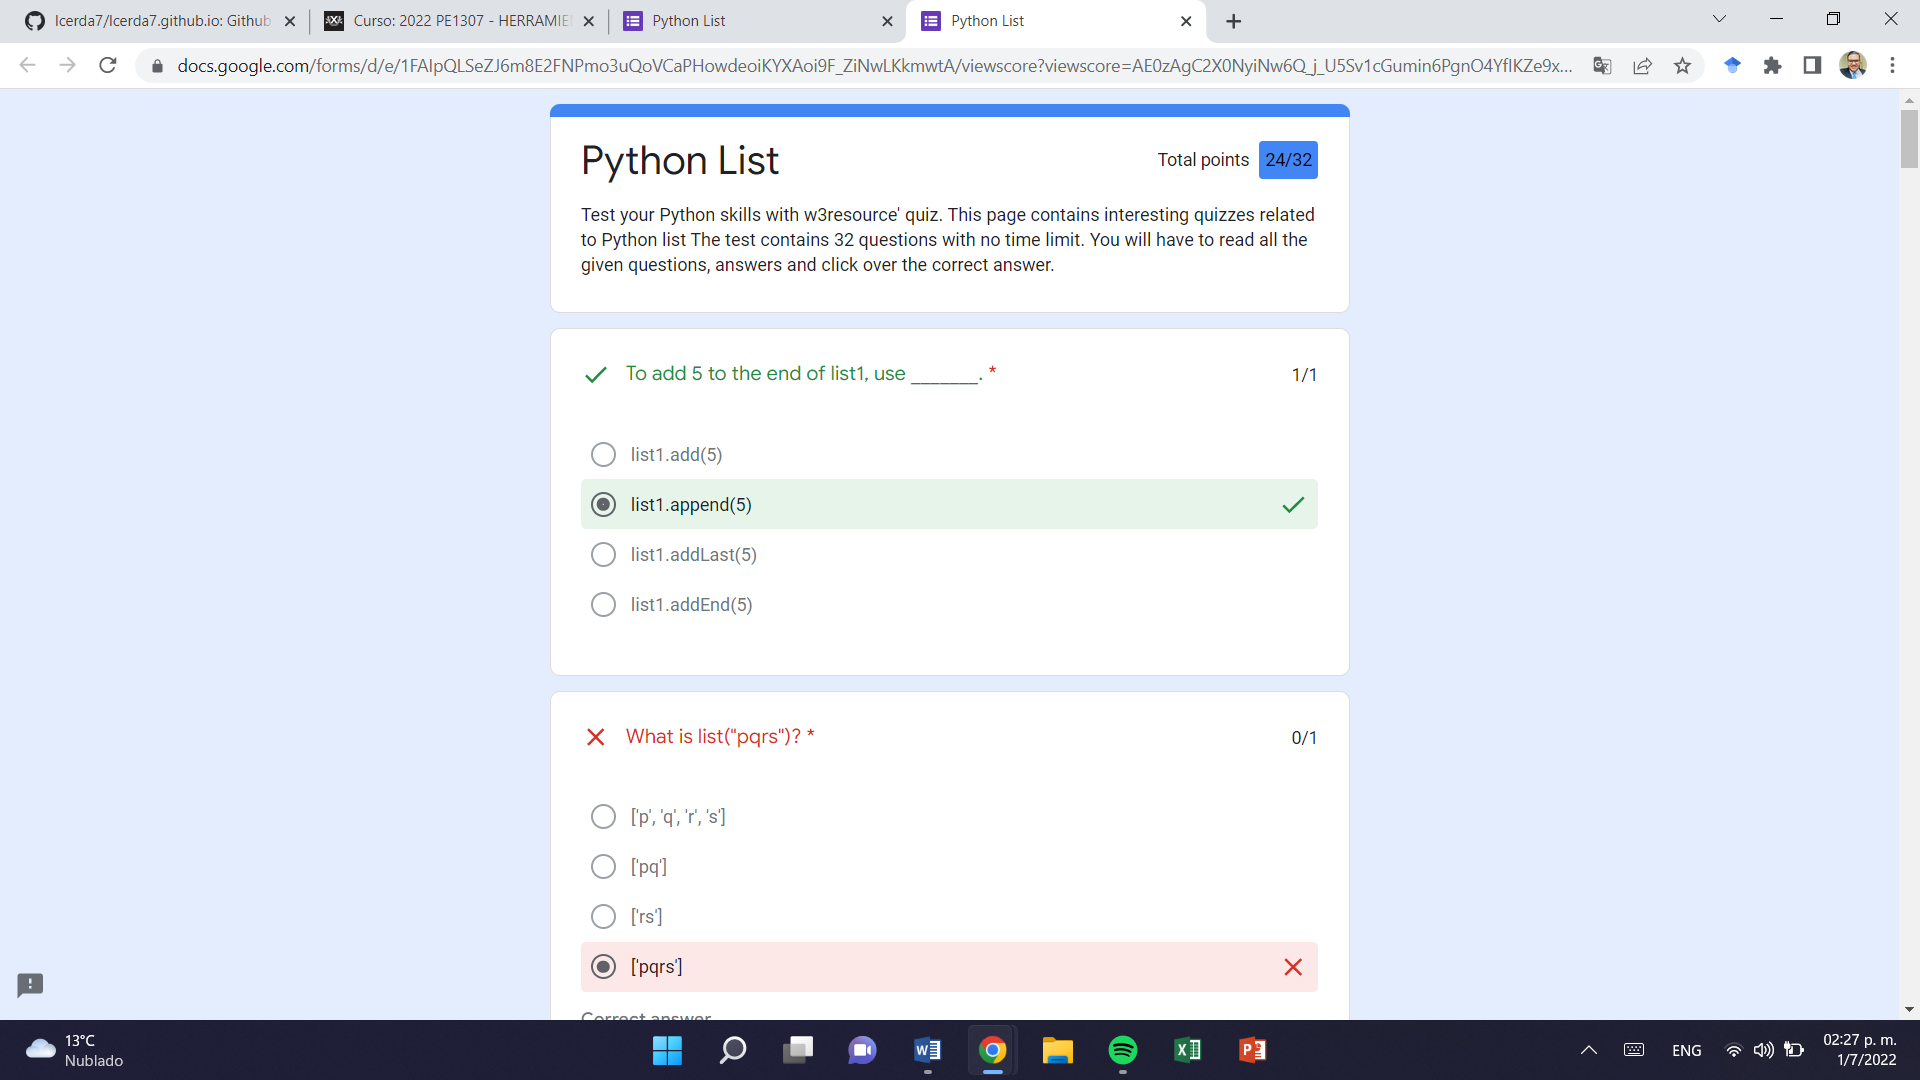 lcerda7/lcerda7.github.io: Github
Curso: 2022 PE1307 - HERRAMIE
Python List
Python List
docs.google.com/forms/d/e/1FAIpQLSeZJ6m8E2FNPmo3uQoVCaPHowdeoiKYXAoi9F_ZiNwLKkmwtA/viewscore?viewscore=AE0zAgC2X0NyiNw6Q_j_U5Sv1cGumin6PgnO4YfIKZe9x...
Python List
Total points 24/32
Test your Python skills with w3resource' quiz. This page contains interesting quizzes related
to Python list The test contains 32 questions with no time limit. You will have to read all the
given questions, answers and click over the correct answer.
To add 5 to the end of list1, use _______. *
1/1
list1.add(5)
list1.append(5)
list1.addLast(5)
list1.addEnd(5)
What is list("pqrs")? *
0/1
['p', 'q', 'r', 's']
['pq']
['rs']
['pqrs']
Correct answer
13°C
Nublado
ENG
02:27 p. m.
1/7/2022